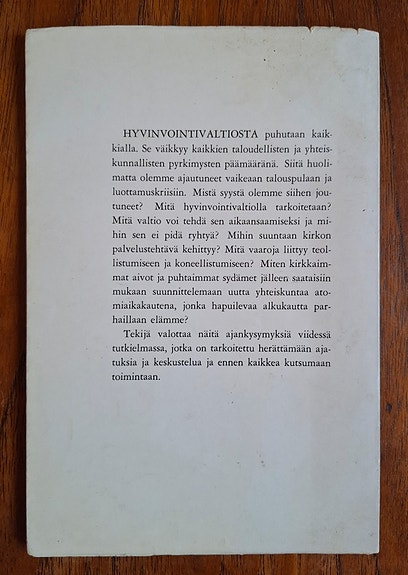 HYVINVOINTIVALTIOSTA puhutaan kaik-
kialla. Se väikkyy kaikkien taloudellisten ja yhteis-
kunnallisten pyrkimysten päämääränä. Siitä huoli-
matta olemme ajautuneet vaikeaan talouspulaan ja
luottamuskriisiin. Mistä syystä olemme siihen jou-
tuneet? Mitä hyvinvointivaltiolla tarkoitetaan?
Mitä valtio voi tehdä sen aikaansaamiseksi ja mi-
hin sen ei pidä ryhtyä? Mihin suuntaan kirkon
palvelustehtävä kehittyy? Mitä vaaroja liittyy teol-
listumiseen ja koneellistumiseen? Miten kirkkaim-
mat aivot ja puhtaimmat sydämet jälleen saataisiin
mukaan suunnittelemaan uutta yhteiskuntaa ato-
miaikakautena, jonka hapuilevaa alkukautta par-
haillaan elämme?
Tekijä valottaa näitä ajankysymyksiä viidessä
tutkielmassa, jotka on tarkoitettu herättämään aja-
tuksia ja keskustelua ja ennen kaikkea kutsumaan
toimintaan.